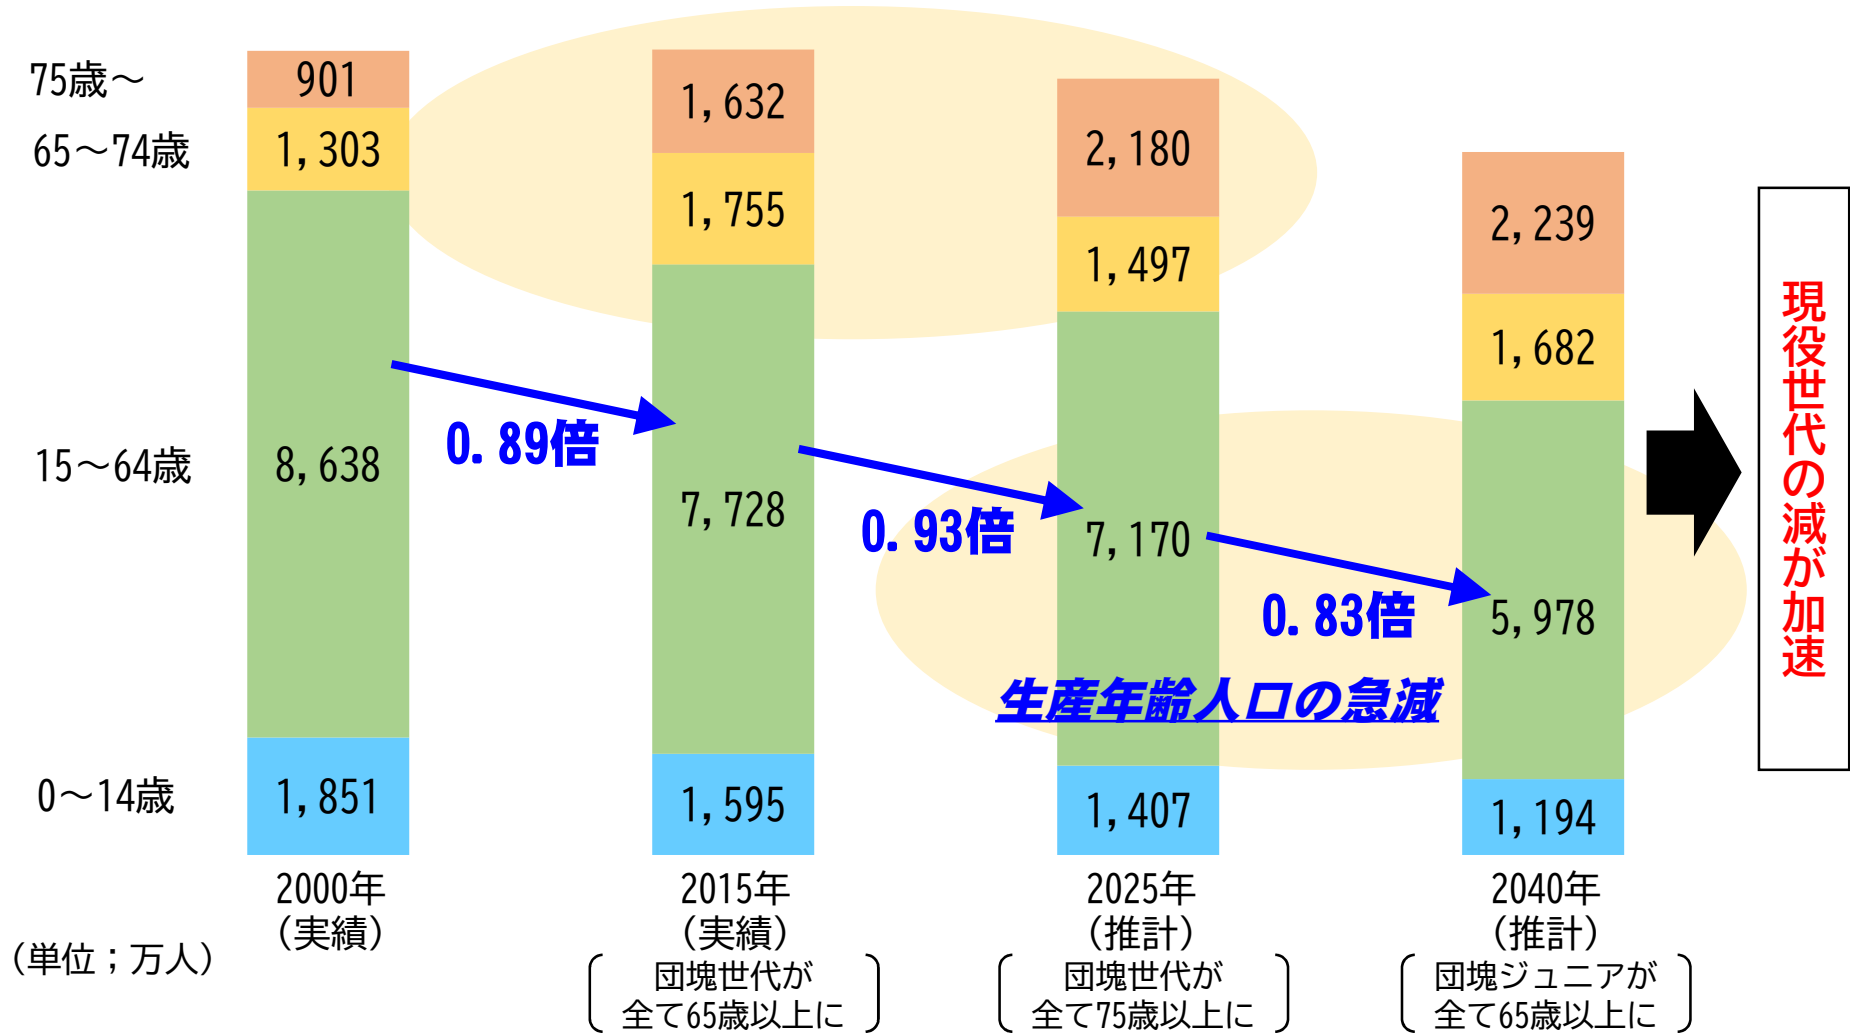 75歳～
901
1,632
2,180
2,239
65～74歳
1,303
1,755
1,497
1,682
15～64歳
8,638
7,728
7,170
5,978
0.89倍
0.93倍
0.83倍
生産年齢人口の急減
0～14歳
1,851
1,595
1,407
1,194
現役世代の減が加速
2000年
（実績）
2015年
（実績）
団塊世代が
全て65歳以上に
2025年
（推計）
団塊世代が
全て75歳以上に
2040年
（推計）
団塊ジュニアが
全て65歳以上に
（単位；万人）